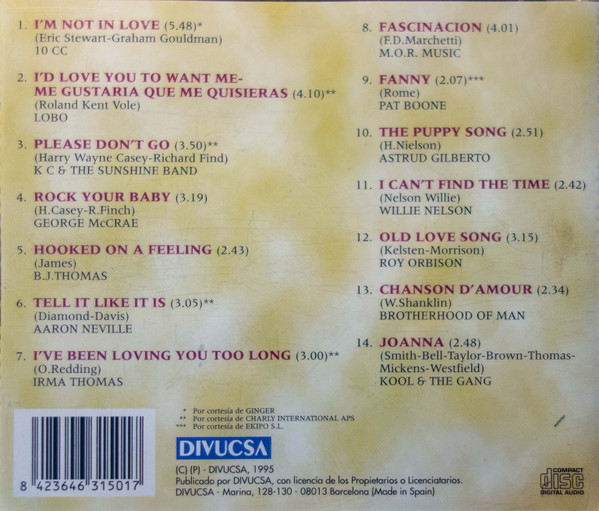 1. I'M NOT IN LOVE (5.48)*
(Eric Stewart-Graham Gouldman)
10 CC
2. I'D LOVE YOU TO WANT ME-
ME GUSTARIA QUE ME QUISIERAS (4.10)**
(Roland Kent Vole)
LOBO
3. PLEASE DON'T GO (3.50)**
(Harry Wayne Casey-Richard Find)
K C & THE SUNSHINE BAND
4. ROCK YOUR BABY (3.19)
(H.Casey-R.Finch)
GEORGE McCRAE
5. HOOKED ON A FEELING (2.43)
(James)
B.J.THOMAS
6. TELL IT LIKE IT IS (3.05)**
(Diamond-Davis)
AARON NEVILLE
7. I'VE BEEN LOVING YOU TOO LONG (3.00)**
(O.Redding)
IRMA THOMAS
8. FASCINACION (4.01)
(F.D.Marchetti)
M.O.R. MUSIC
9. FANNY (2.07)***
(Rome)
PAT BOONE
10. THE PUPPY SONG (2.51)
(H.Nielson)
ASTRUD GILBERTO
11. I CAN'T FIND THE TIME (2.42)
(Nelson Willie)
WILLIE NELSON
12. OLD LOVE SONG (3.15)
(Kelsten-Morrison)
ROY ORBISON
13. CHANSON D'AMOUR (2.34)
(W.Shanklin)
BROTHERHOOD OF MAN
14. JOANNA (2.48)
(Smith-Bell-Taylor-Brown-Thomas-
Mickens-Westfield)
KOOL & THE GANG
* Por cortesía de GINGER
** Por cortesía de CHARLY INTERNATIONAL APS
*** Por cortesía de EKIPO S.L.
DIVUCSA
(C) (P) - DIVUCSA, 1995
Publicado por DIVUCSA, con licencia de los Propietarios o Licenciatarios.
DIVUCSA - Marina, 128-130 - 08013 Barcelona (Made in Spain)
8 423646 315017
COMPACT
disc
DIGITAL AUDIO